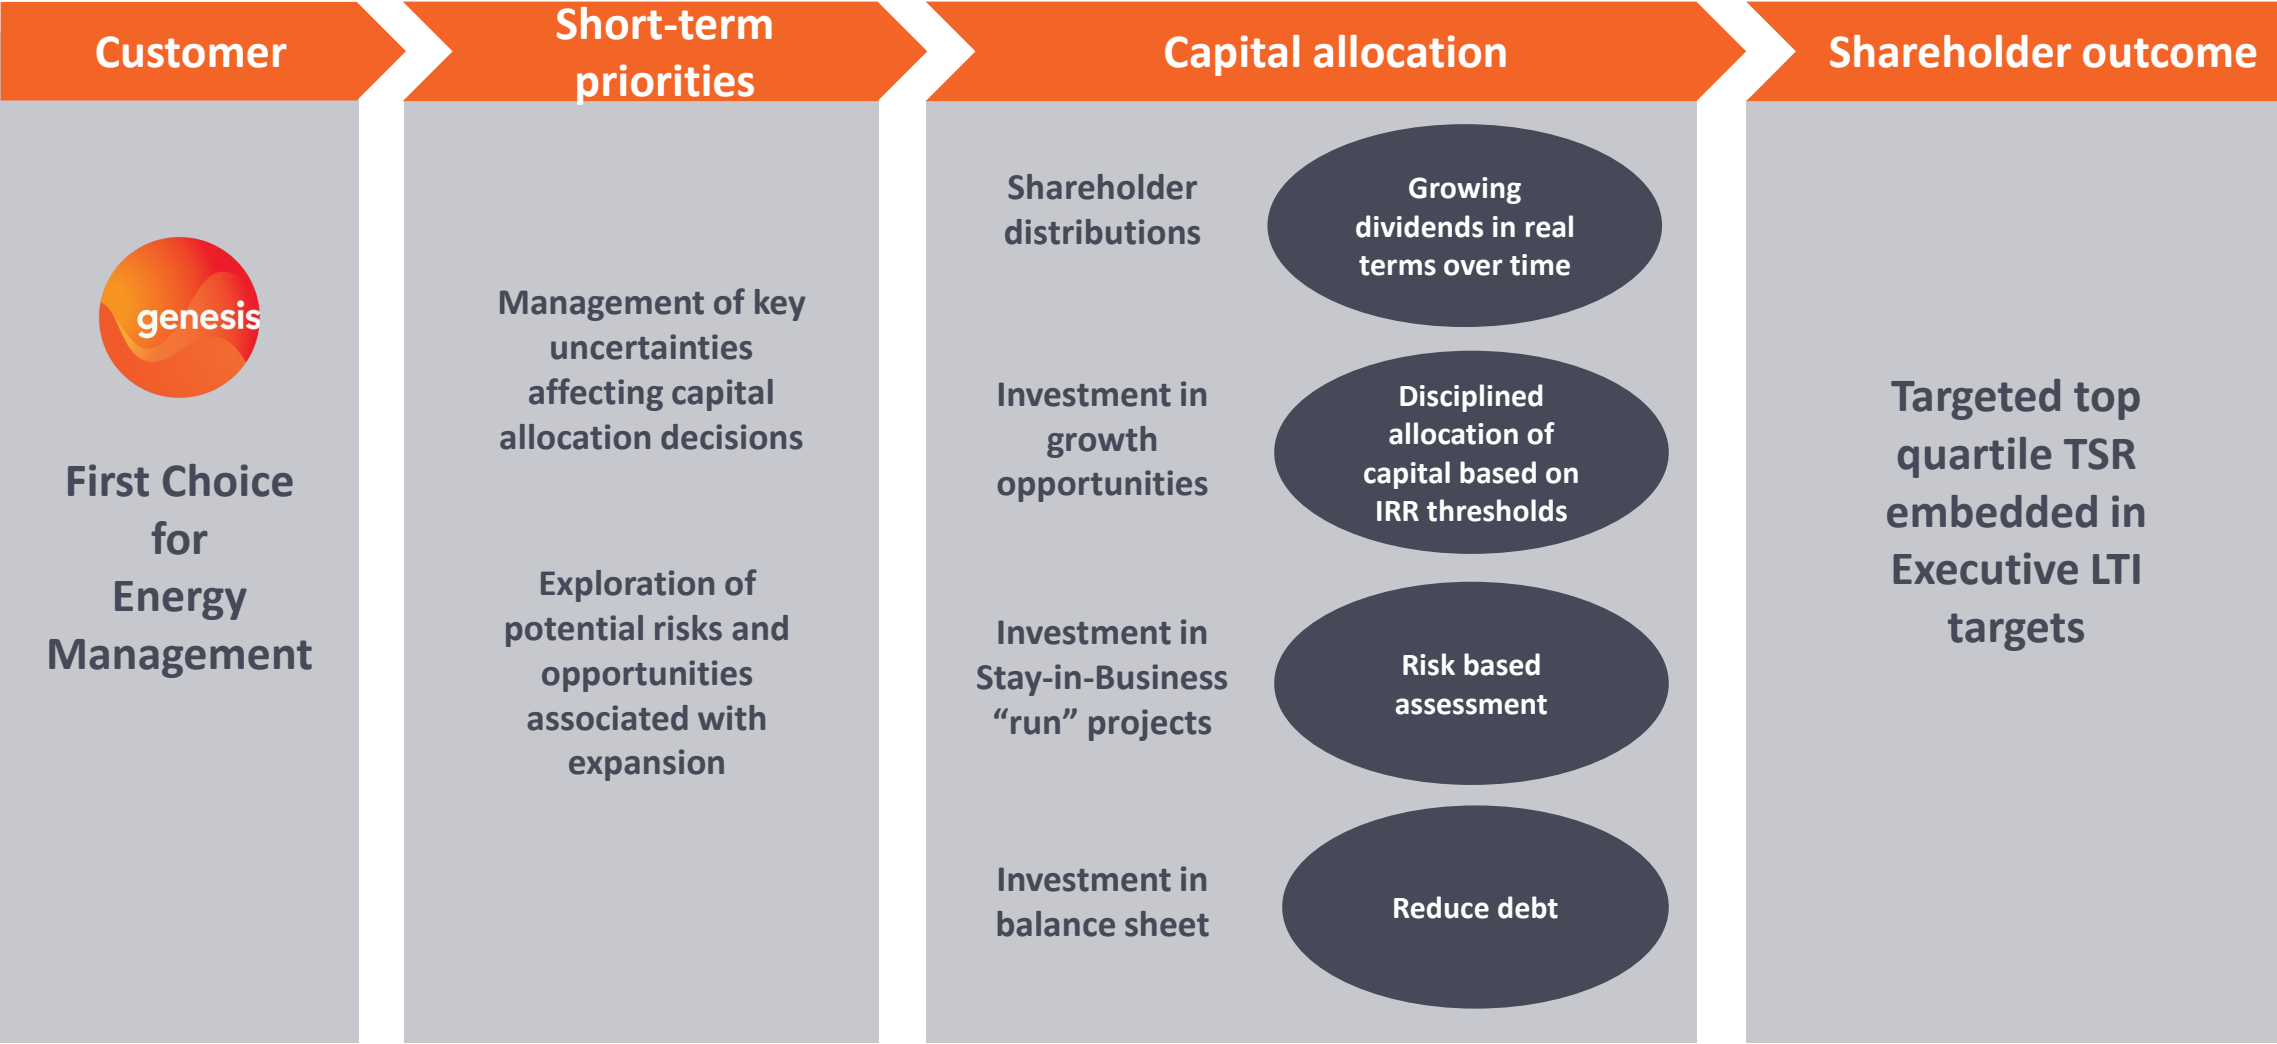 Customer
Short-term
priorities
Capital allocation
Shareholder outcome
genesis
First Choice
for
Energy
Management
Management of key
uncertainties
affecting capital
allocation decisions
Exploration of
potential risks and
opportunities
associated with
expansion
Shareholder
distributions
Growing
dividends in real
terms over time
Investment in
growth
opportunities
Disciplined
allocation of
capital based on
IRR thresholds
Investment in
Stay-in-Business
“run” projects
Risk based
assessment
Investment in
balance sheet
Reduce debt
Targeted top
quartile TSR
embedded in
Executive LTI
targets